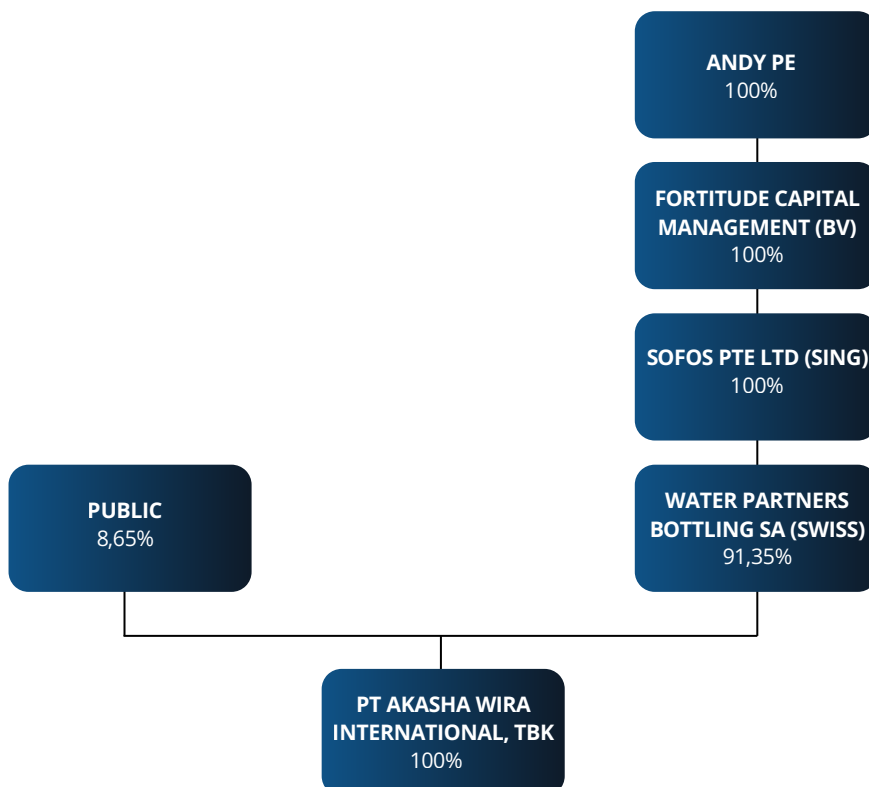 ANDY PE
100%
FORTITUDE CAPITAL
MANAGEMENT (BV)
100%
SOFOS PTE LTD (SING)
100%
PUBLIC
8,65%
WATER PARTNERS
BOTTLING SA (SWISS)
91,35%
PT AKASHA WIRA
INTERNATIONAL, TBK
100%